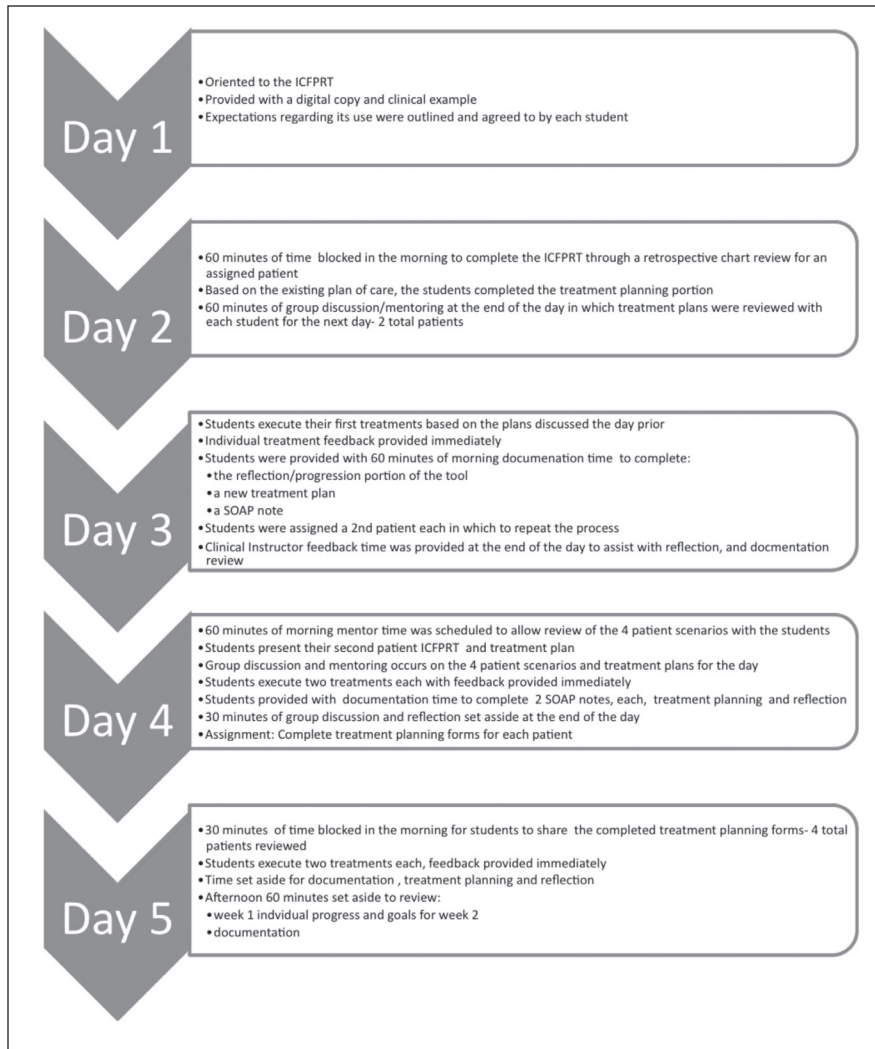 Day 1
•Oriented to the ICFPRT
•Provided with a digital copy and clinical example
•Expectations regarding its use were outlined and agreed to by each student
Day 2
•60 minutes of time blocked in the morning to complete the ICFPRT through a retrospective chart review for an
assigned patient
•Based on the existing plan of care, the students completed the treatment planning portion
•60 minutes of group discussion/mentoring at the end of the day in which treatment plans were reviewed with
each student for the next day- 2 total patients
Day 3
•Students execute their first treatments based on the plans discussed the day prior
•Individual treatment feedback provided immediately
•Students were provided with 60 minutes of morning documenation time to complete:
•the reflection/progression portion of the tool
•a new treatment plan
•a SOAP note
•Students were assigned a 2nd patient each in which to repeat the process
•Clinical Instructor feedback time was provided at the end of the day to assist with reflection, and docmentation
review
Day 4
•60 minutes of morning mentor time was scheduled to allow review of the 4 patient scenarios with the students
•Students present their second patient ICFPRT and treatment plan
•Group discussion and mentoring occurs on the 4 patient scenarios and treatment plans for the day
•Students execute two treatments each with feedback provided immediately
•Students provided with documentation time to complete 2 SOAP notes, each, treatment planning and reflection
•30 minutes of group discussion and reflection set asside at the end of the day
•Assignment: Complete treatment planning forms for each patient
Day 5
•30 minutes of time blocked in the morning for students to share the completed treatment planning forms- 4 total
patients reviewed
•Students execute two treatments each, feedback provided immediately
•Time set aside for documentation , treatment planning and reflection
•Afternoon 60 minutes set aside to review:
•week 1 indvidual progress and goals for week 2
•documentation